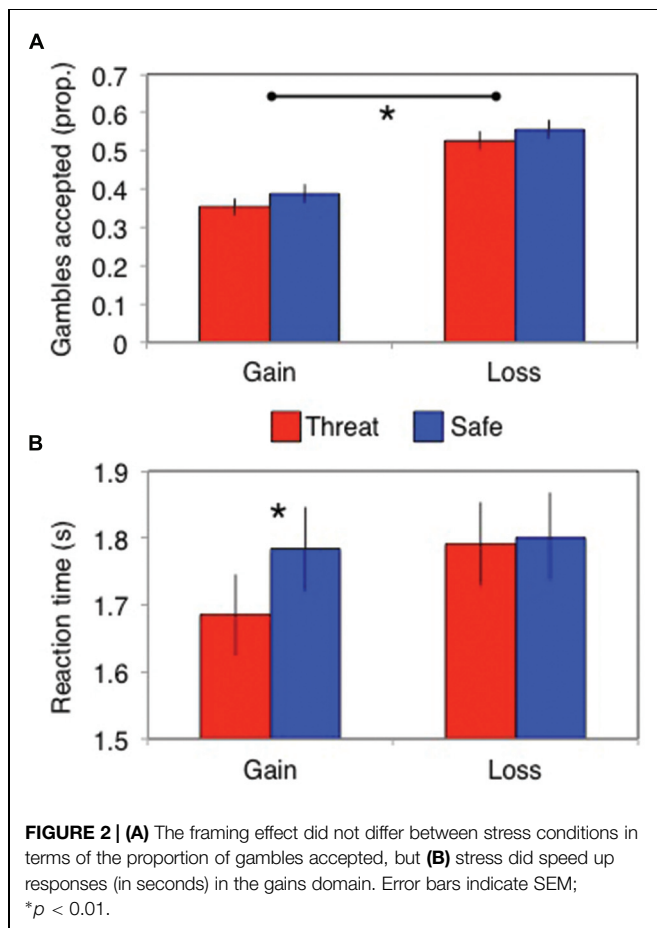 A
Gambles accepted (prop.)
0.7
0.6
0.5
0.4
0.3
0.2
0.1
0
*
Gain Loss
Threat Safe
B
Reaction time (s)
1.9
1.8
1.7
1.6
1.5
*
Gain Loss
FIGURE 2 | (A) The framing effect did not differ between stress conditions in
terms of the proportion of gambles accepted, but (B) stress did speed up
responses (in seconds) in the gains domain. Error bars indicate SEM;
*p < 0.01.